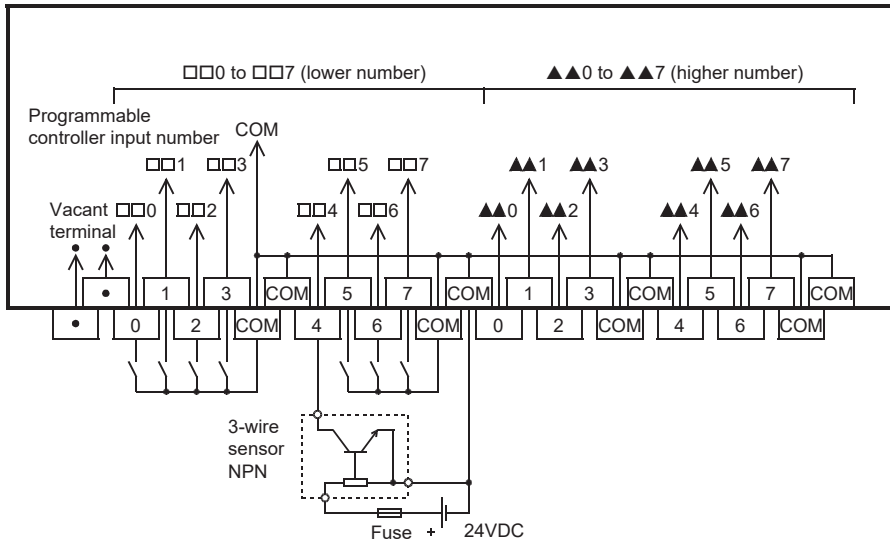 □□0 to □□7 (lower number)
▲▲0 to ▲▲7 (higher number)
Programmable
controller input number
COM
□□1
□□3
□□5
□□7
▲▲1
▲▲3
▲▲5
▲▲7
Vacant
terminal
□□0
□□2
□□4
□□6
▲▲0
▲▲2
▲▲4
▲▲6
• •
• 1 3 COM 5 7 COM 1 3 COM 5 7 COM
• 0 2 COM 4 6 COM 0 2 COM 4 6 COM
3-wire
sensor
NPN
Fuse + 24VDC